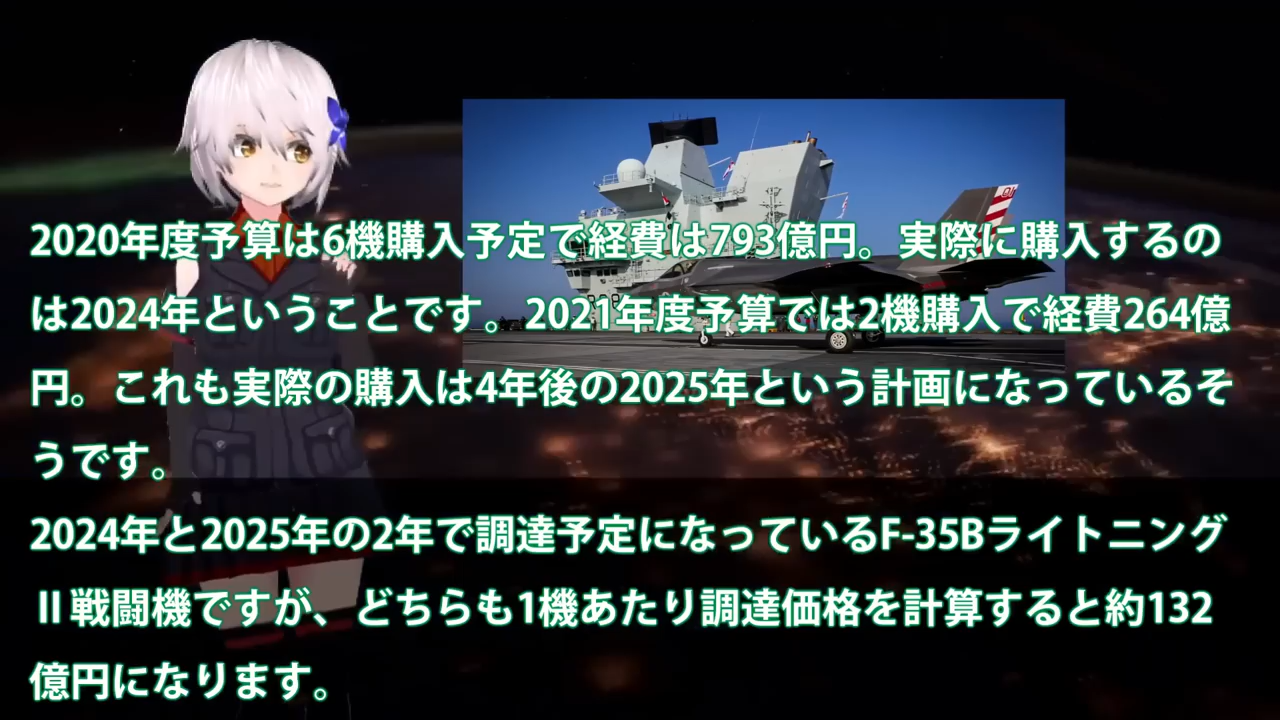 2020年度予算は6機購入予定で経費は793億円。実際に購入するの
は2024年ということです。2021年度予算では2機購入で経費264億
円。これも実際の購入は4年後の2025年という計画になっているそ
うです。
2024年と2025年の2年で調達予定になっているF-35Bライトニング
Ⅱ戦闘機ですが、どちらも1機あたり調達価格を計算すると約132
億円になります。